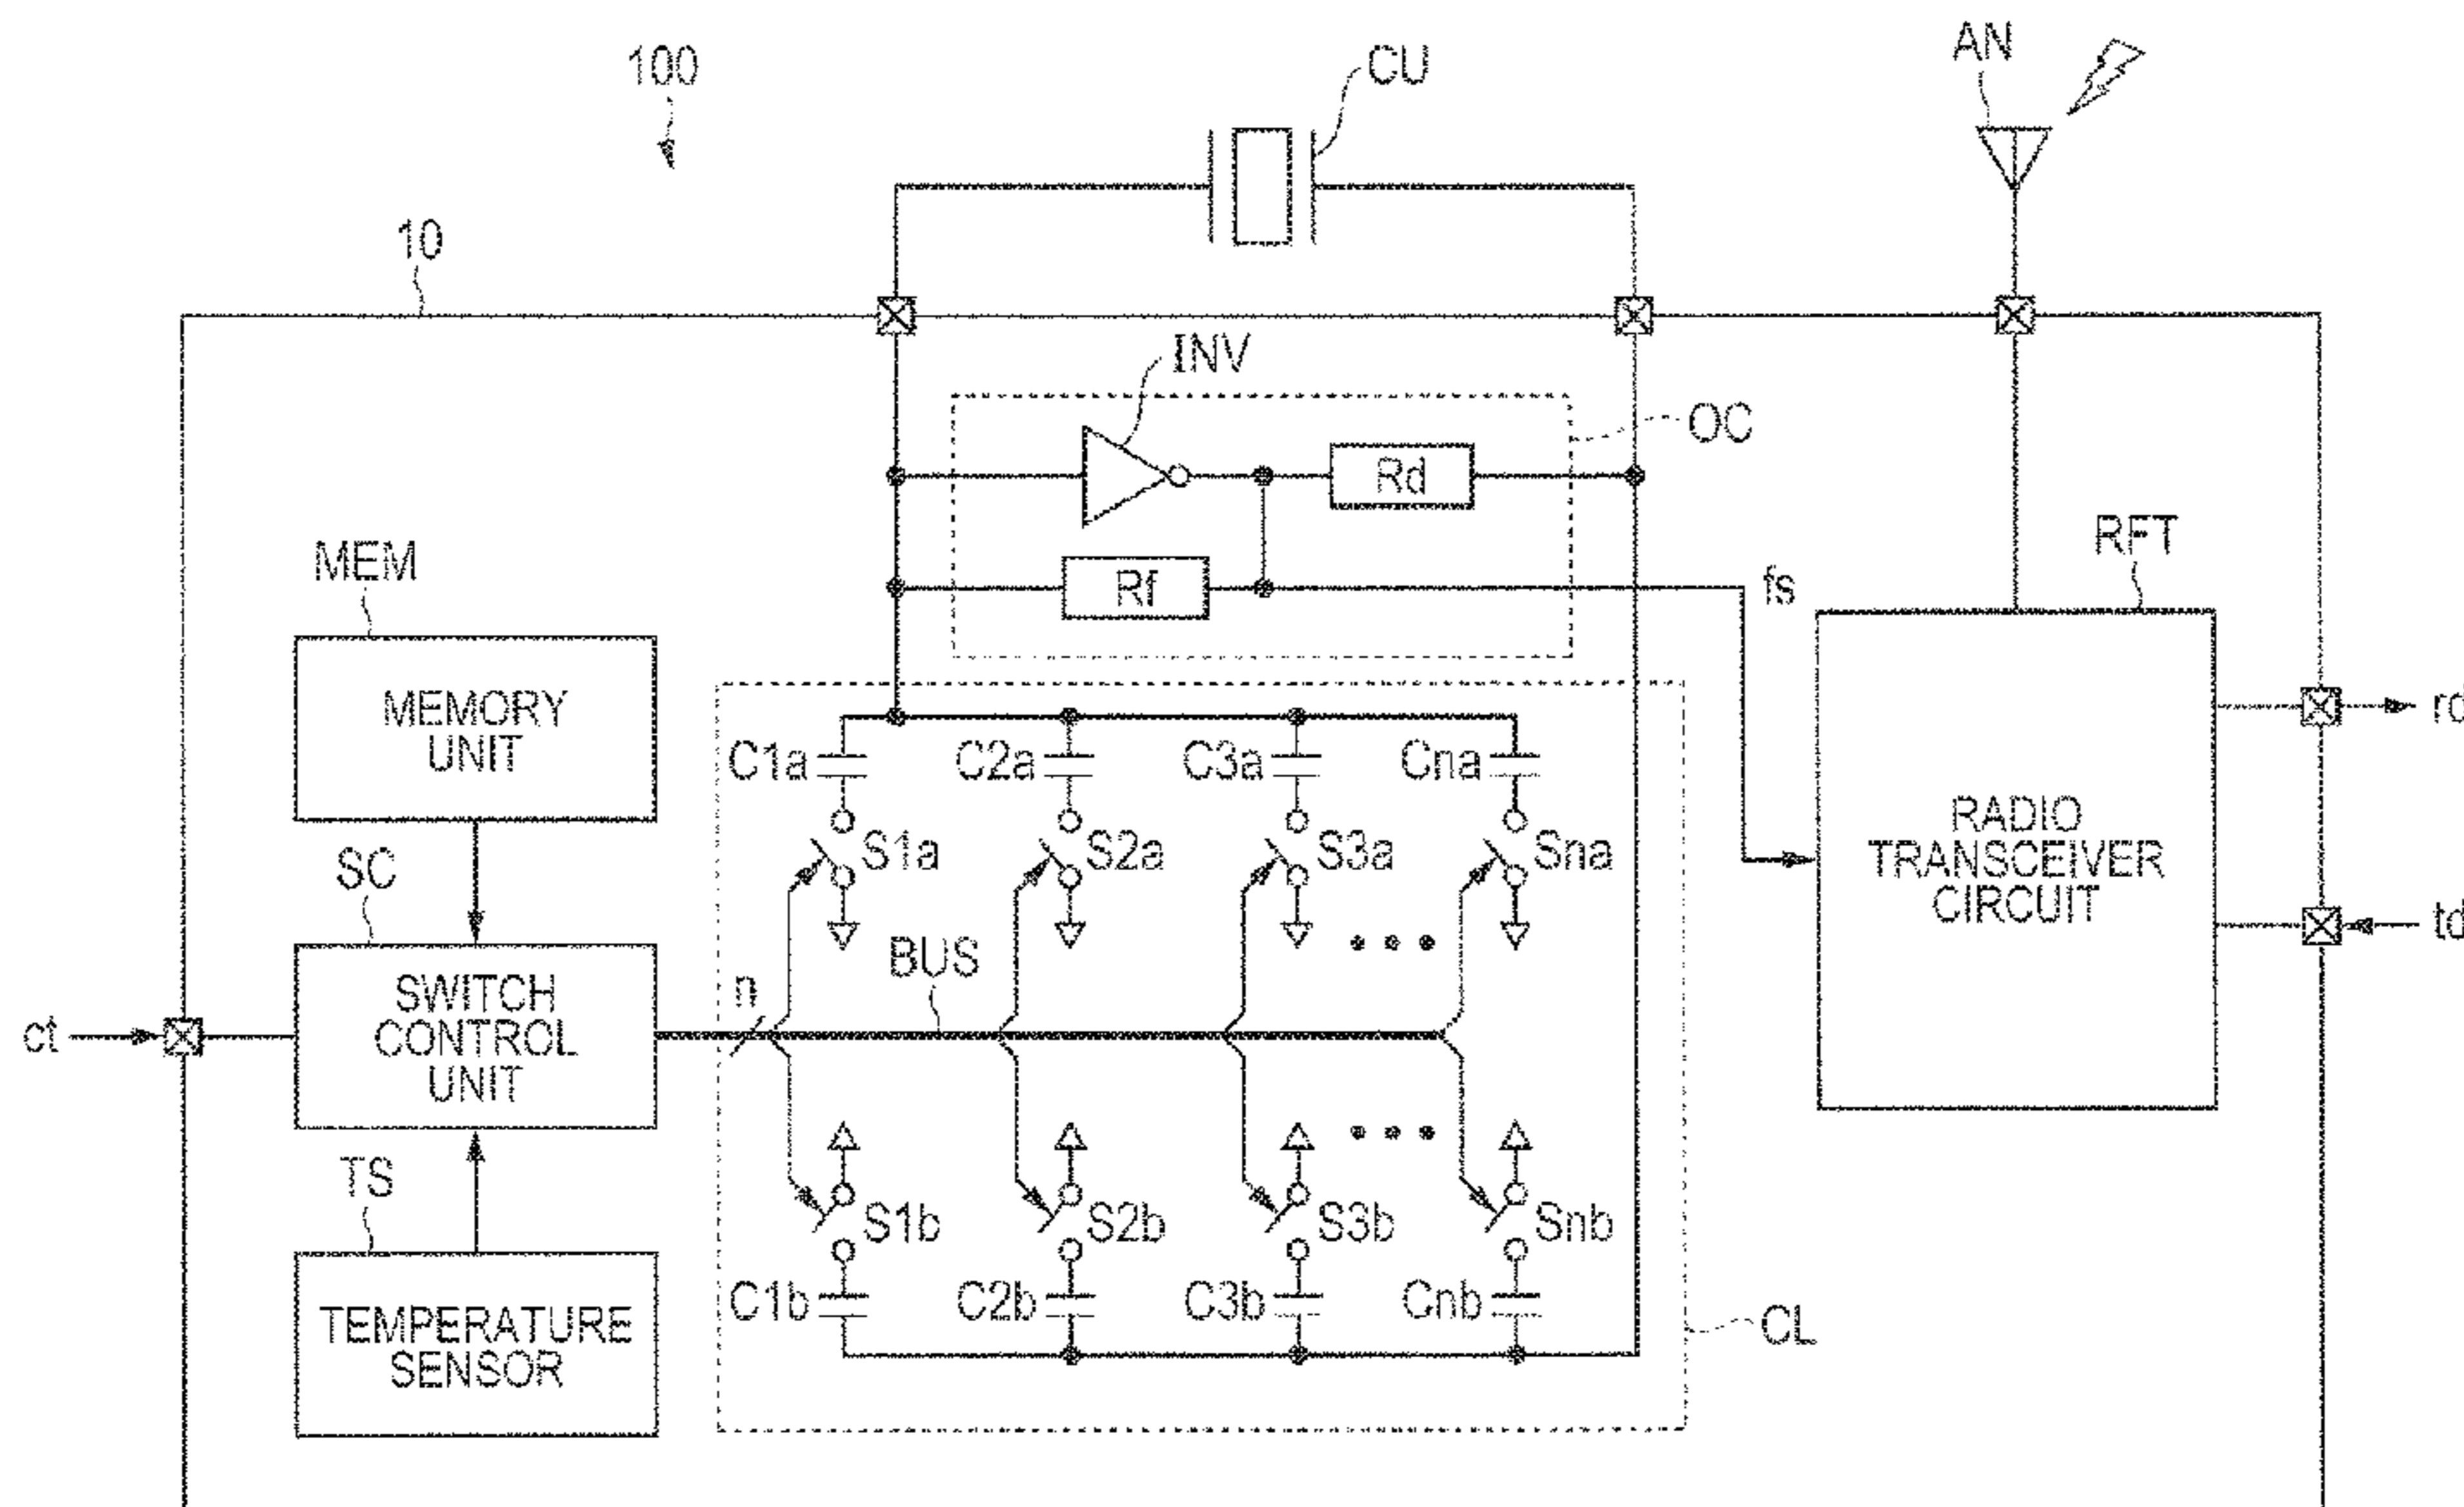 100
CU
AN
10
INV
OC
Rd
MEM
RFT
Rf
fs
MEMORY
UNIT
rd
C1a
C2a
C3a
Cna
RADIO
TRANSCEIVER
CIRCUIT
SC
S1a
S2a
S3a
Sna
td
SWITCH
CONTROL
UNIT
n
BUS
ct
TS
S1b
S2b
S3b
Snb
C1b
C2b
C3b
Cnb
CL
TEMPERATURE
SENSOR